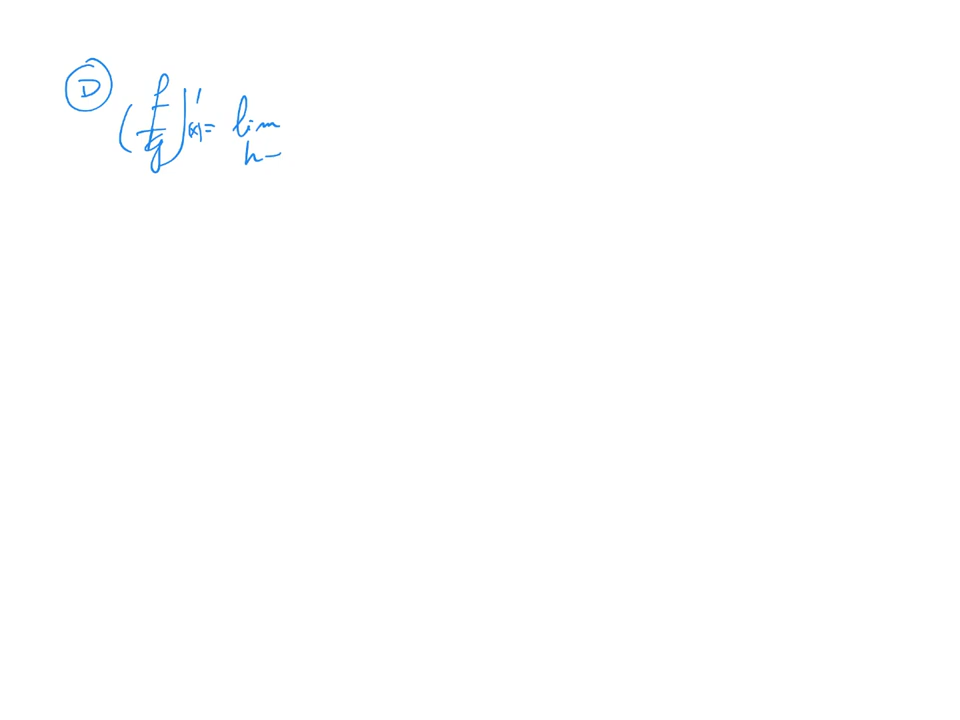 D
(f/g)'(x) = lim
h-